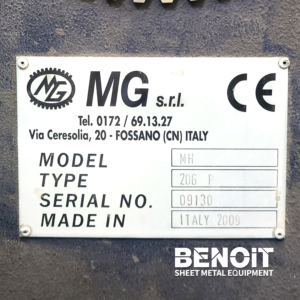 MG
MG s.r.l.
CE
Tel. 0172 / 69.13.27
Via Ceresolia, 20 - FOSSANO (CN) ITALY
MODEL MH
TYPE 206 P
SERIAL NO. 09130
MADE IN ITALY 2009
BENOiT
SHEET METAL EQUIPMENT